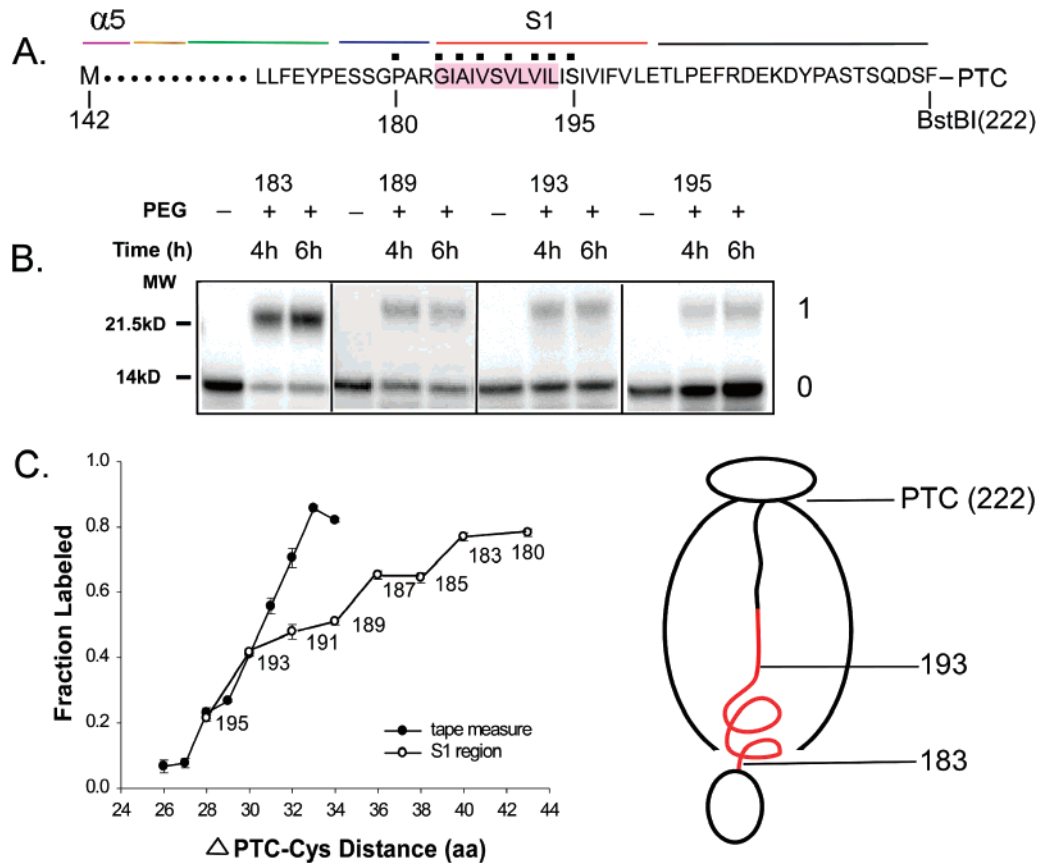 α5 S1
A.
M•••••••••••LLFEYPESSGPARGIAIVSVLVILISIVIFVLETLPEFRDEKDYPASTSQDSF–PTC
142 180 195 BstBI(222)
183 189 193 195
PEG – + + – + + – + + – + +
Time (h) 4h 6h 4h 6h 4h 6h 4h 6h
B.
MW
21.5kD
14kD
1
0
C.
Fraction Labeled
1.0
0.8
0.6
0.4
0.2
0.0
195
193
191
189
187
185
183
180
tape measure
S1 region
24 26 28 30 32 34 36 38 40 42 44
△ PTC-Cys Distance (aa)
PTC (222)
193
183